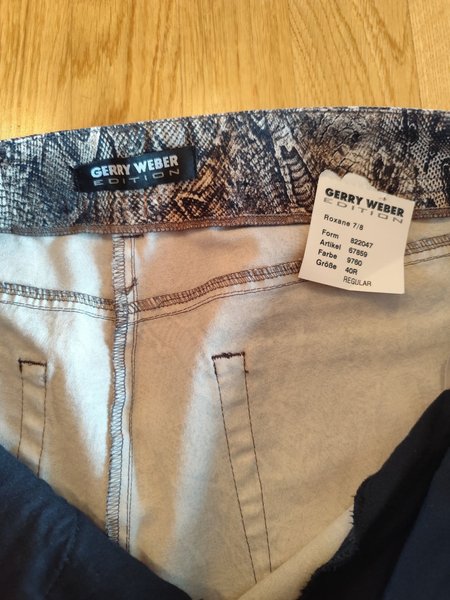 GERRY WEBER
EDITION
GERRY WEBER
EDITION
Roxane 7/8
Form 822047
Artikel 67859
Farbe 9760
Größe 40R
REGULAR